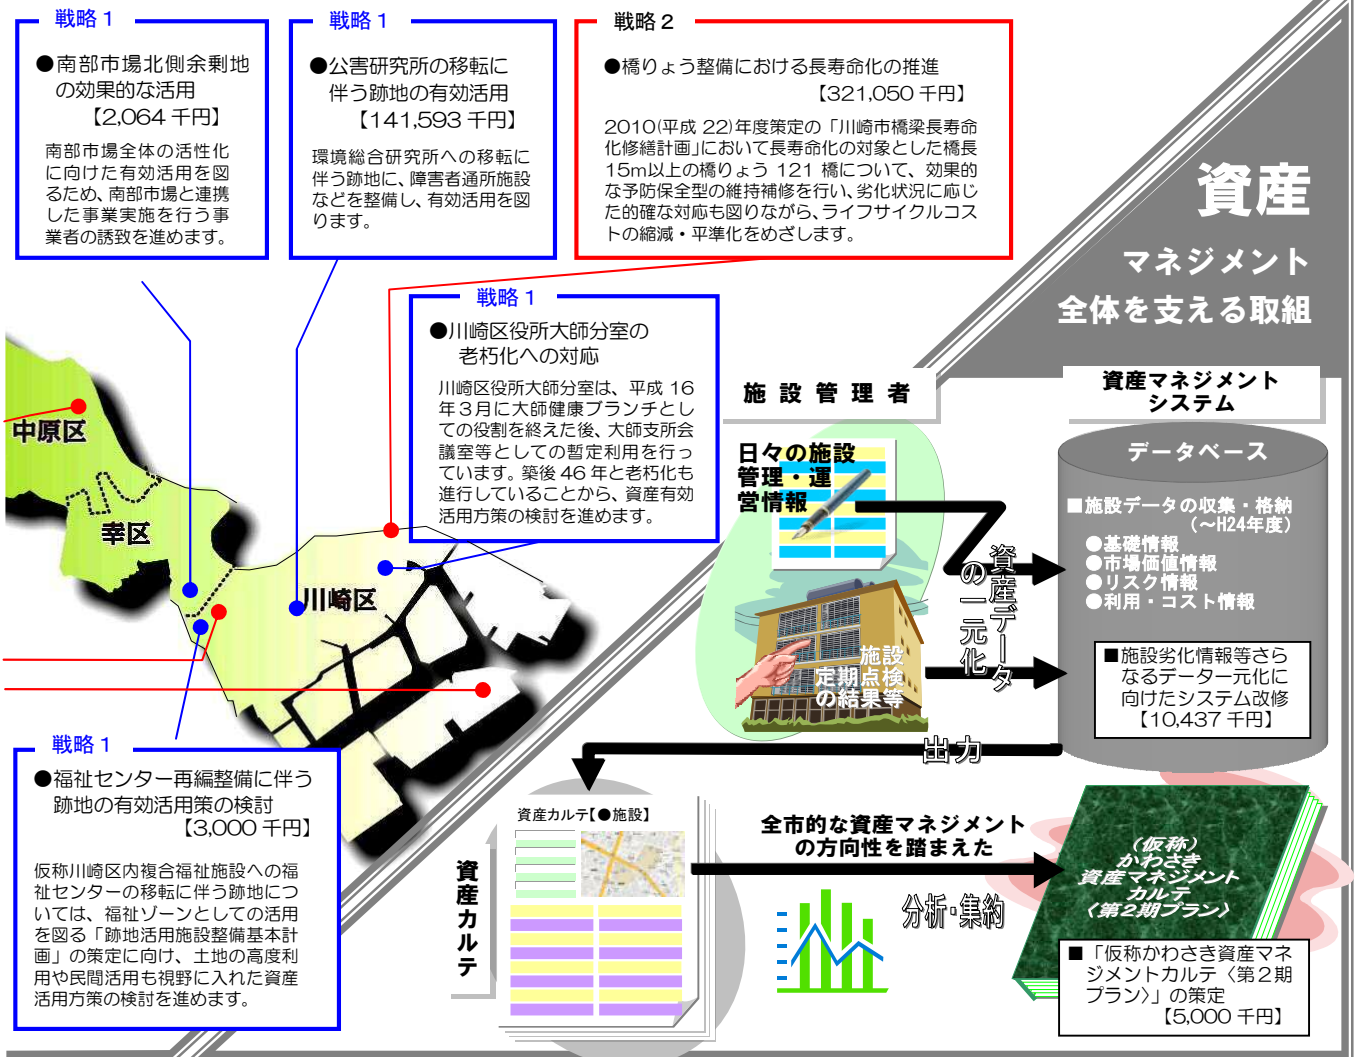 戦略１
●南部市場北側余剰地
の効果的な活用
【2,064 千円】
南部市場全体の活性化
に向けた有効活用を図
るため、南部市場と連携
した事業実施を行う事
業者の誘致を進めます。
戦略１
●公害研究所の移転に
伴う跡地の有効活用
【141,593 千円】
環境総合研究所への移転に
伴う跡地に、障害者通所施設
などを整備し、有効活用を図
ります。
戦略２
●橋りょう整備における長寿命化の推進
【321,050 千円】
2010(平成 22)年度策定の「川崎市橋梁長寿命
化修繕計画」において長寿命化の対象とした橋長
15ｍ以上の橋りょう 121 橋について、効果的
な予防保全型の維持補修を行い、劣化状況に応じ
た的確な対応も図りながら、ライフサイクルコス
トの縮減・平準化をめざします。
資産
マネジメント
全体を支える取組
戦略１
●川崎区役所大師分室の
老朽化への対応
川崎区役所大師分室は、平成 16
年３月に大師健康ブランチとし
ての役割を終えた後、大師支所会
議室等としての暫定利用を行っ
ています。築後 46 年と老朽化も
進行していることから、資産有効
活用方策の検討を進めます。
中原区
幸区
川崎区
戦略１
●福祉センター再編整備に伴う
跡地の有効活用策の検討
【3,000 千円】
仮称川崎区内複合福祉施設への福
祉センターの移転に伴う跡地につ
いては、福祉ゾーンとしての活用
を図る「跡地活用施設整備基本計
画」の策定に向け、土地の高度利
用や民間活用も視野に入れた資産
活用方策の検討を進めます。
施設管理者
日々の施設
管理・運
営情報
施設
定期点検
の結果等
資産データ
の一元化
資産マネジメント
システム
データベース
■施設データの収集・格納
（～H24年度）
●基礎情報
●市場価値情報
●リスク情報
●利用・コスト情報
■施設劣化情報等さら
なるデータ一元化に
向けたシステム改修
【10,437 千円】
出力
資産カルテ
資産カルテ【●施設】
全市的な資産マネジメント
の方向性を踏まえた
分析・集約
（仮称）
かわさき
資産マネジメント
カルテ
〈第２期プラン〉
■「仮称かわさき資産マネ
ジメントカルテ〈第２期
プラン〉」の策定
【5,000 千円】